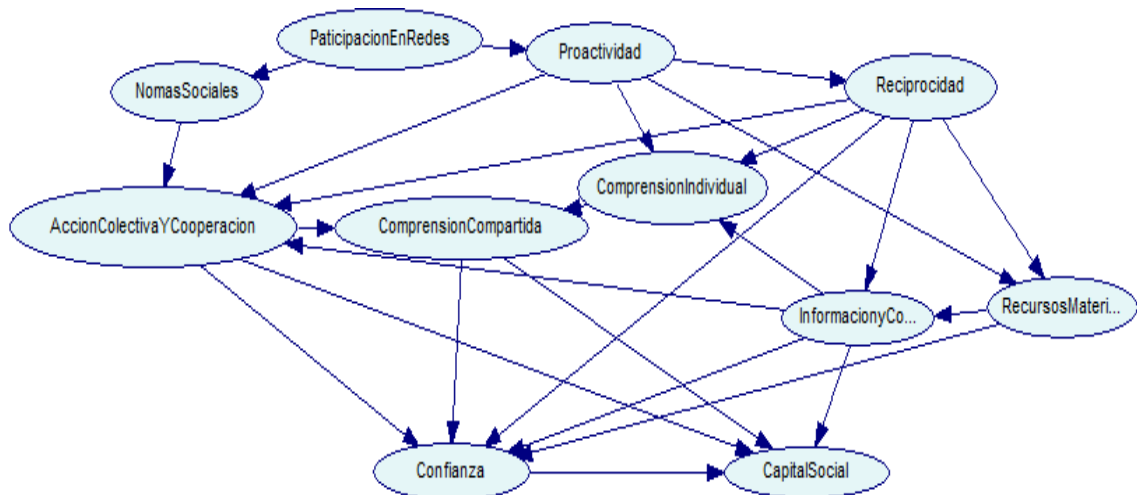 PaticipacionEnRedes
Proactividad
NomasSociales
Reciprocidad
ComprensionIndividual
AccionColectivaYCooperacion
ComprensionCompartida
InformacionyCo...
RecursosMateri...
Confianza
CapitalSocial